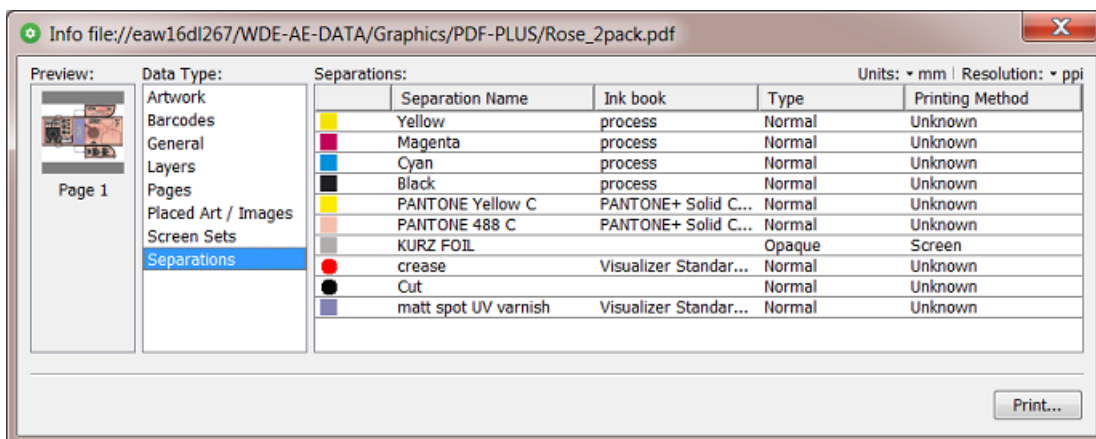 Info file://eaw16dl267/WDE-AE-DATA/Graphics/PDF-PLUS/Rose_2pack.pdf
Preview: Data Type: Separations: Units: mm | Resolution: ppi
Page 1
Artwork
Barcodes
General
Layers
Pages
Placed Art / Images
Screen Sets
Separations
Separation Name Ink book Type Printing Method
Yellow process Normal Unknown
Magenta process Normal Unknown
Cyan process Normal Unknown
Black process Normal Unknown
PANTONE Yellow C PANTONE+ Solid C... Normal Unknown
PANTONE 488 C PANTONE+ Solid C... Normal Unknown
KURZ FOIL Opaque Screen
crease Visualizer Standar... Normal Unknown
Cut Normal Unknown
matt spot UV varnish Visualizer Standar... Normal Unknown
Print...